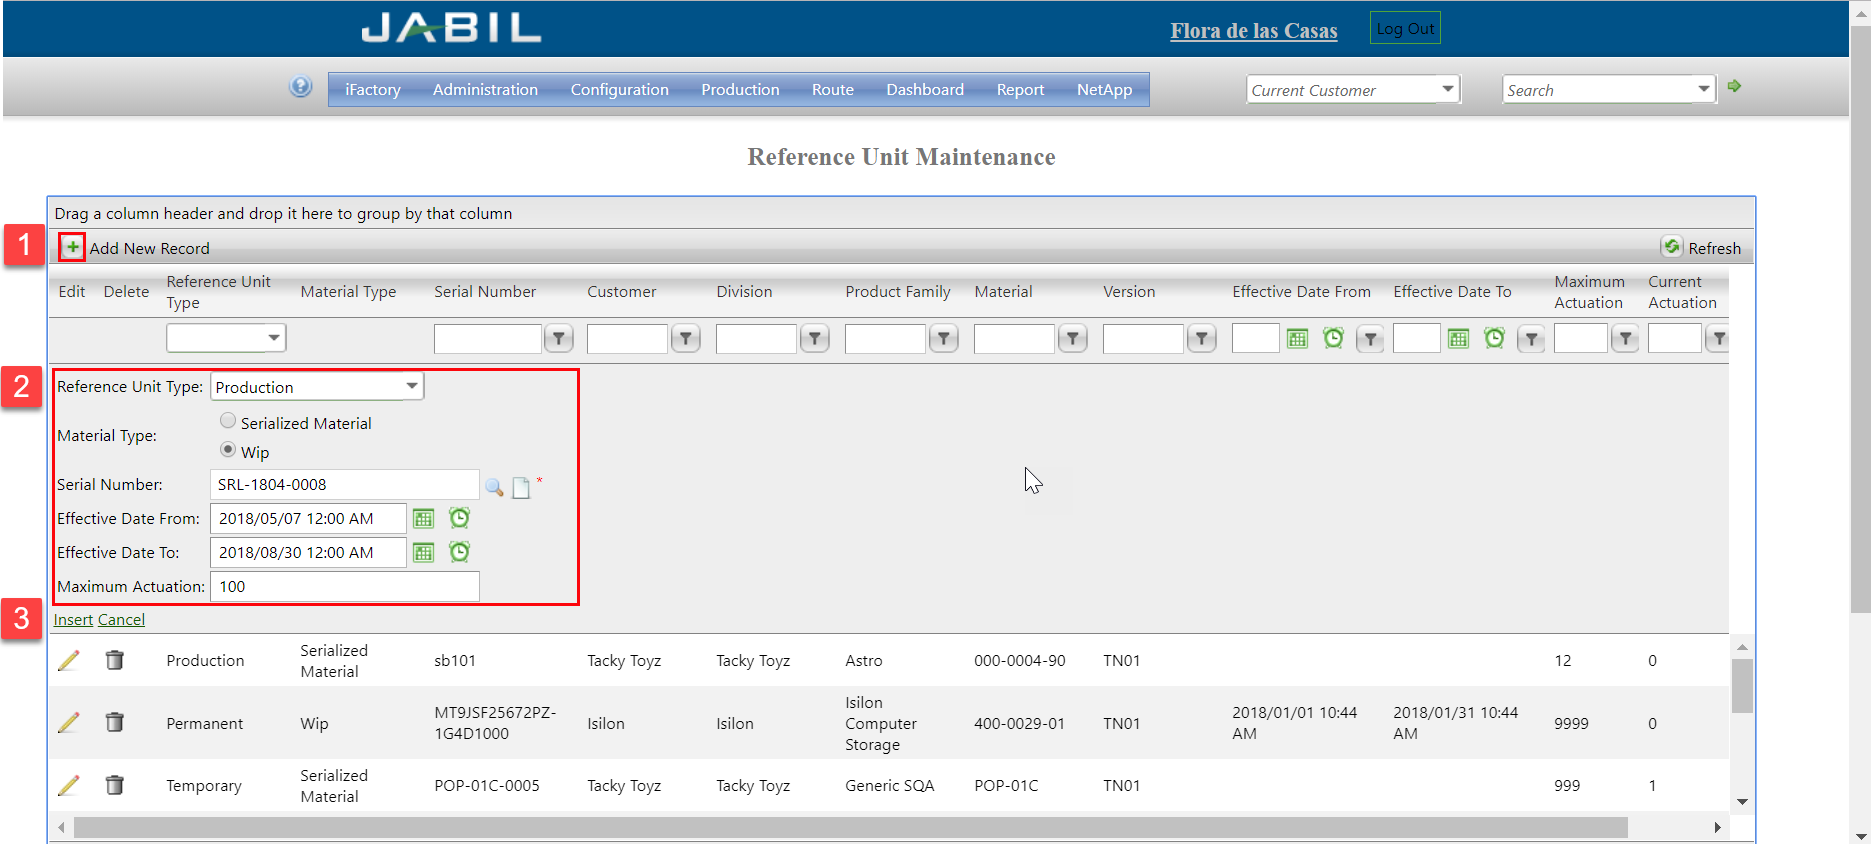 JABIL
Flora de las Casas
Log Out
iFactory Administration Configuration Production Route Dashboard Report NetApp
Current Customer
Search
Reference Unit Maintenance
Drag a column header and drop it here to group by that column
1
Add New Record
Refresh
Edit Delete Reference Unit Type Material Type Serial Number Customer Division Product Family Material Version Effective Date From Effective Date To Maximum Actuation Current Actuation
2
Reference Unit Type: Production
Material Type:
Serialized Material
Wip
Serial Number: SRL-1804-0008 *
Effective Date From: 2018/05/07 12:00 AM
Effective Date To: 2018/08/30 12:00 AM
Maximum Actuation: 100
3
Insert Cancel
Production Serialized Material sb101 Tacky Toyz Tacky Toyz Astro 000-0004-90 TN01 12 0
Permanent Wip MT9JSF25672PZ-1G4D1000 Isilon Isilon Isilon Computer Storage 400-0029-01 TN01 2018/01/01 10:44 AM 2018/01/31 10:44 AM 9999 0
Temporary Serialized Material POP-01C-0005 Tacky Toyz Tacky Toyz Generic SQA POP-01C TN01 999 1